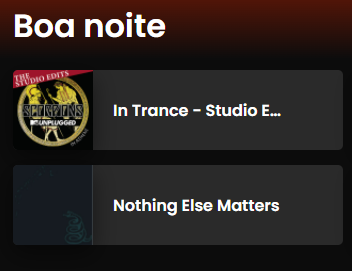 Boa noite
THE
STUDIO EDITS
SCORPIONS
MTV UNPLUGGED
In Trance - Studio E...
Nothing Else Matters